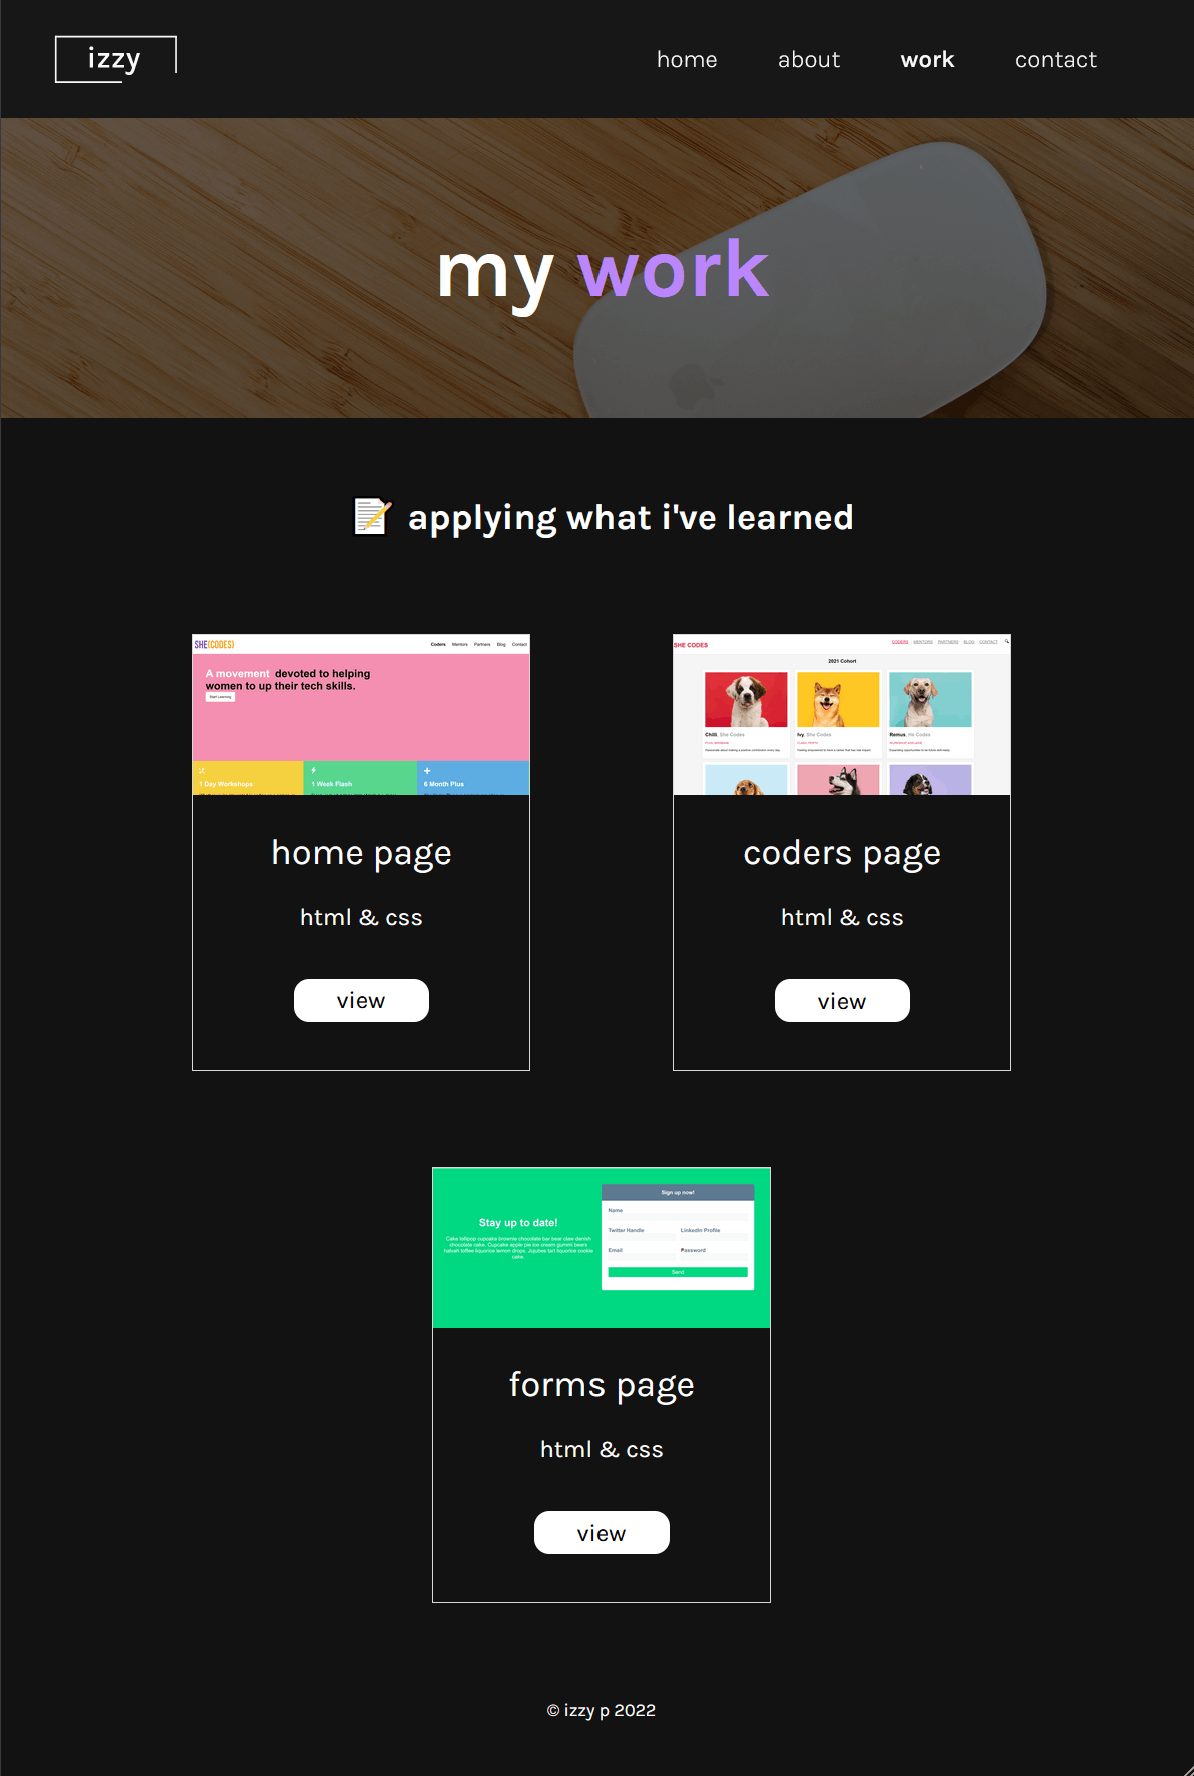 izzy
home about work contact
my work
applying what i've learned
SHE{CODES}
Coders Mentors Partners Blog Contact
A movement devoted to helping
women to up their tech skills.
Start Learning
1 Day Workshops
1 Week Flash
6 Month Plus
SHE CODES
CODERS MENTORS PARTNERS BLOG CONTACT
2021 Cohort
Chilli, She Codes
Ivy, She Codes
Remus, He Codes
home page
html & css
view
coders page
html & css
view
Stay up to date!
Cake lollipop cupcake brownie chocolate bar bear claw danish
chocolate cake. Cupcake apple pie ice cream gummi bears
halvah toffee liquorice lemon drops. Jujubes tart liquorice cookie
cake.
Sign up now!
Name
Twitter Handle
LinkedIn Profile
Email
Password
Send
forms page
html & css
view
© izzy p 2022